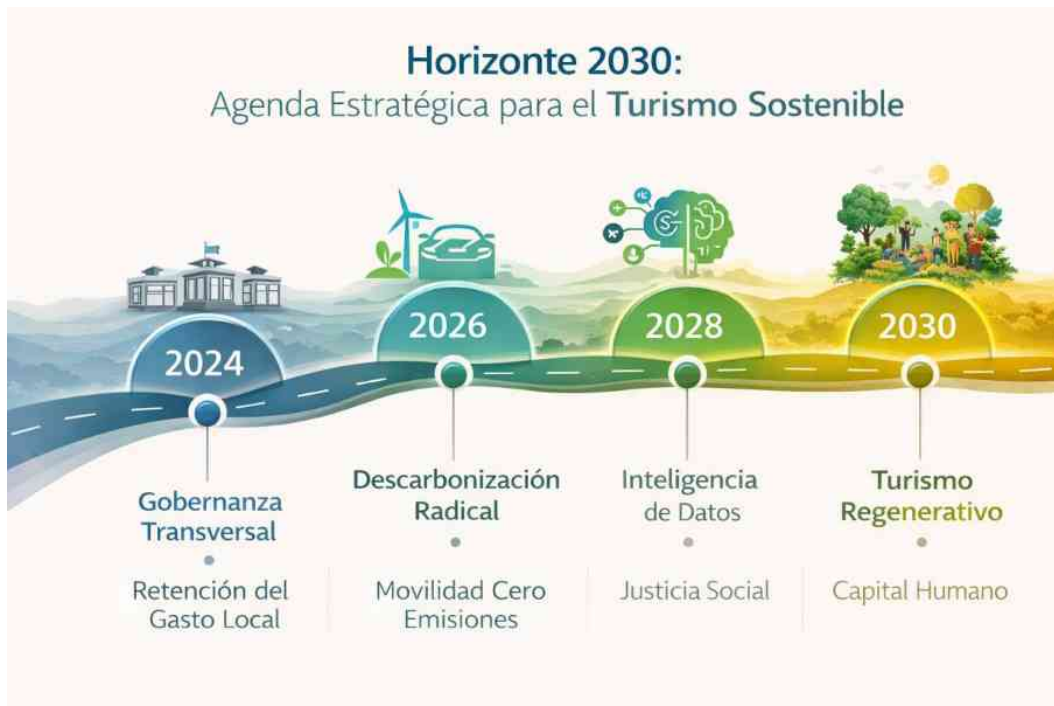 Horizonte 2030:
Agenda Estratégica para el Turismo Sostenible
2024
2026
2028
2030
Gobernanza
Transversal
Retención del
Gasto Local
Descarbonización
Radical
Movilidad Cero
Emisiones
Inteligencia
de Datos
Justicia Social
Turismo
Regenerativo
Capital Humano